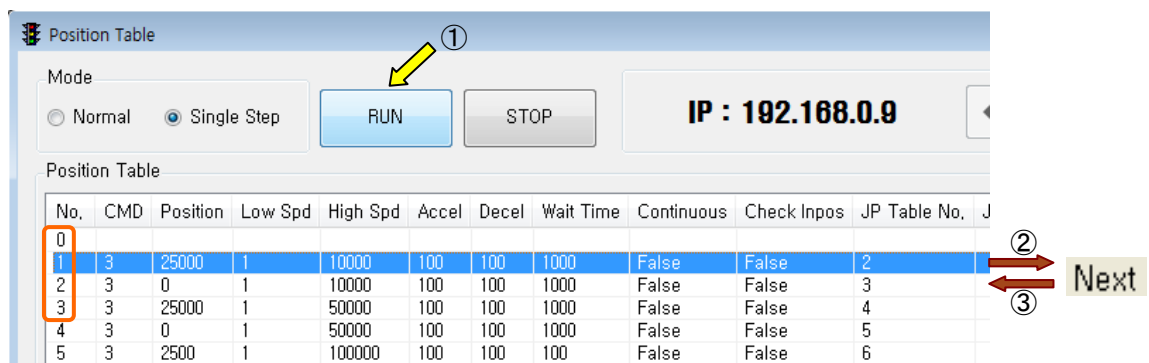 Position Table
①
Mode
Normal Single Step RUN STOP IP : 192.168.0.9
Position Table
No. CMD Position Low Spd High Spd Accel Decel Wait Time Continuous Check Inpos JP Table No. J
0
1 3 25000 1 10000 100 100 1000 False False 2
②
2 3 0 1 10000 100 100 1000 False False 3
Next
③
3 3 25000 1 50000 100 100 1000 False False 4
4 3 0 1 50000 100 100 1000 False False 5
5 3 2500 1 100000 100 100 100 False False 6